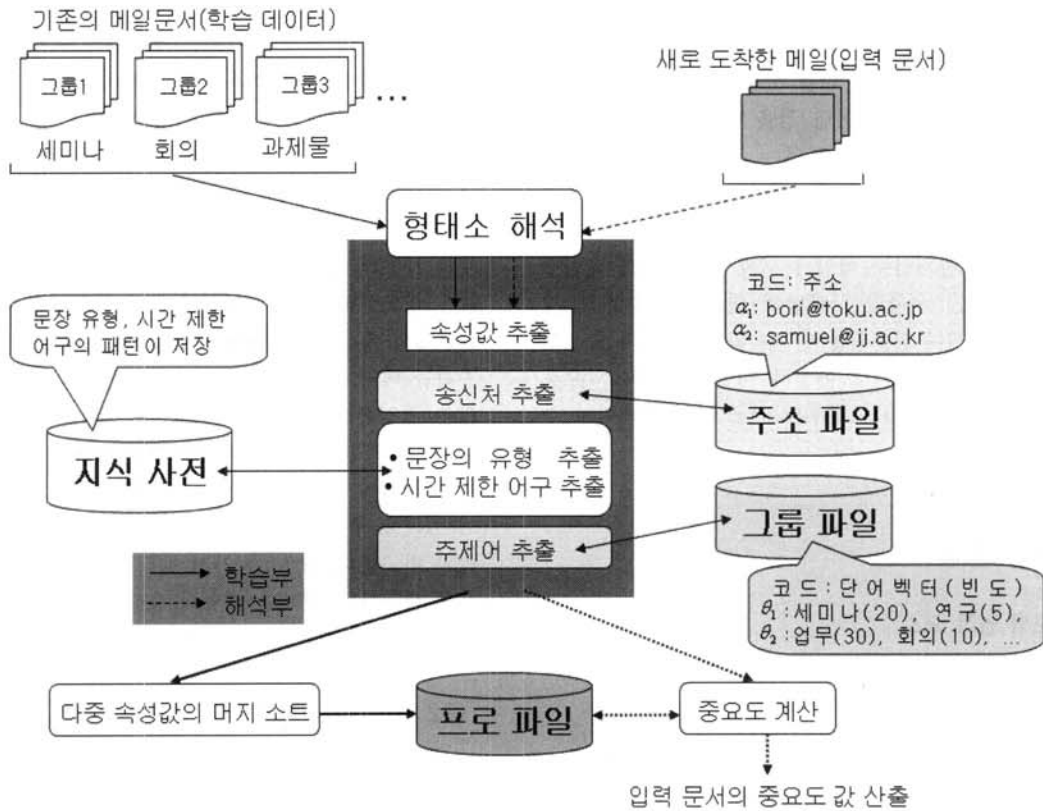 기존의 메일문서(학습 데이터)
그룹1
그룹2
그룹3
...
세미나
회의
과제물
새로 도착한 메일(입력 문서)
형태소 해석
속성값 추출
코드: 주소
α₁: bori@toku.ac.jp
α₂: samuel@jj.ac.kr
문장 유형, 시간 제한
어구의 패턴이 저장
송신처 추출
주소 파일
지식 사전
• 문장의 유형 추출
• 시간 제한 어구 추출
그룹 파일
주제어 추출
학습부
해석부
코드:단어벡터(빈도)
θ₁:세미나(20), 연구(5),
θ₂:업무(30), 회의(10), ...
다중 속성값의 머지 소트
프로 파일
중요도 계산
입력 문서의 중요도 값 산출